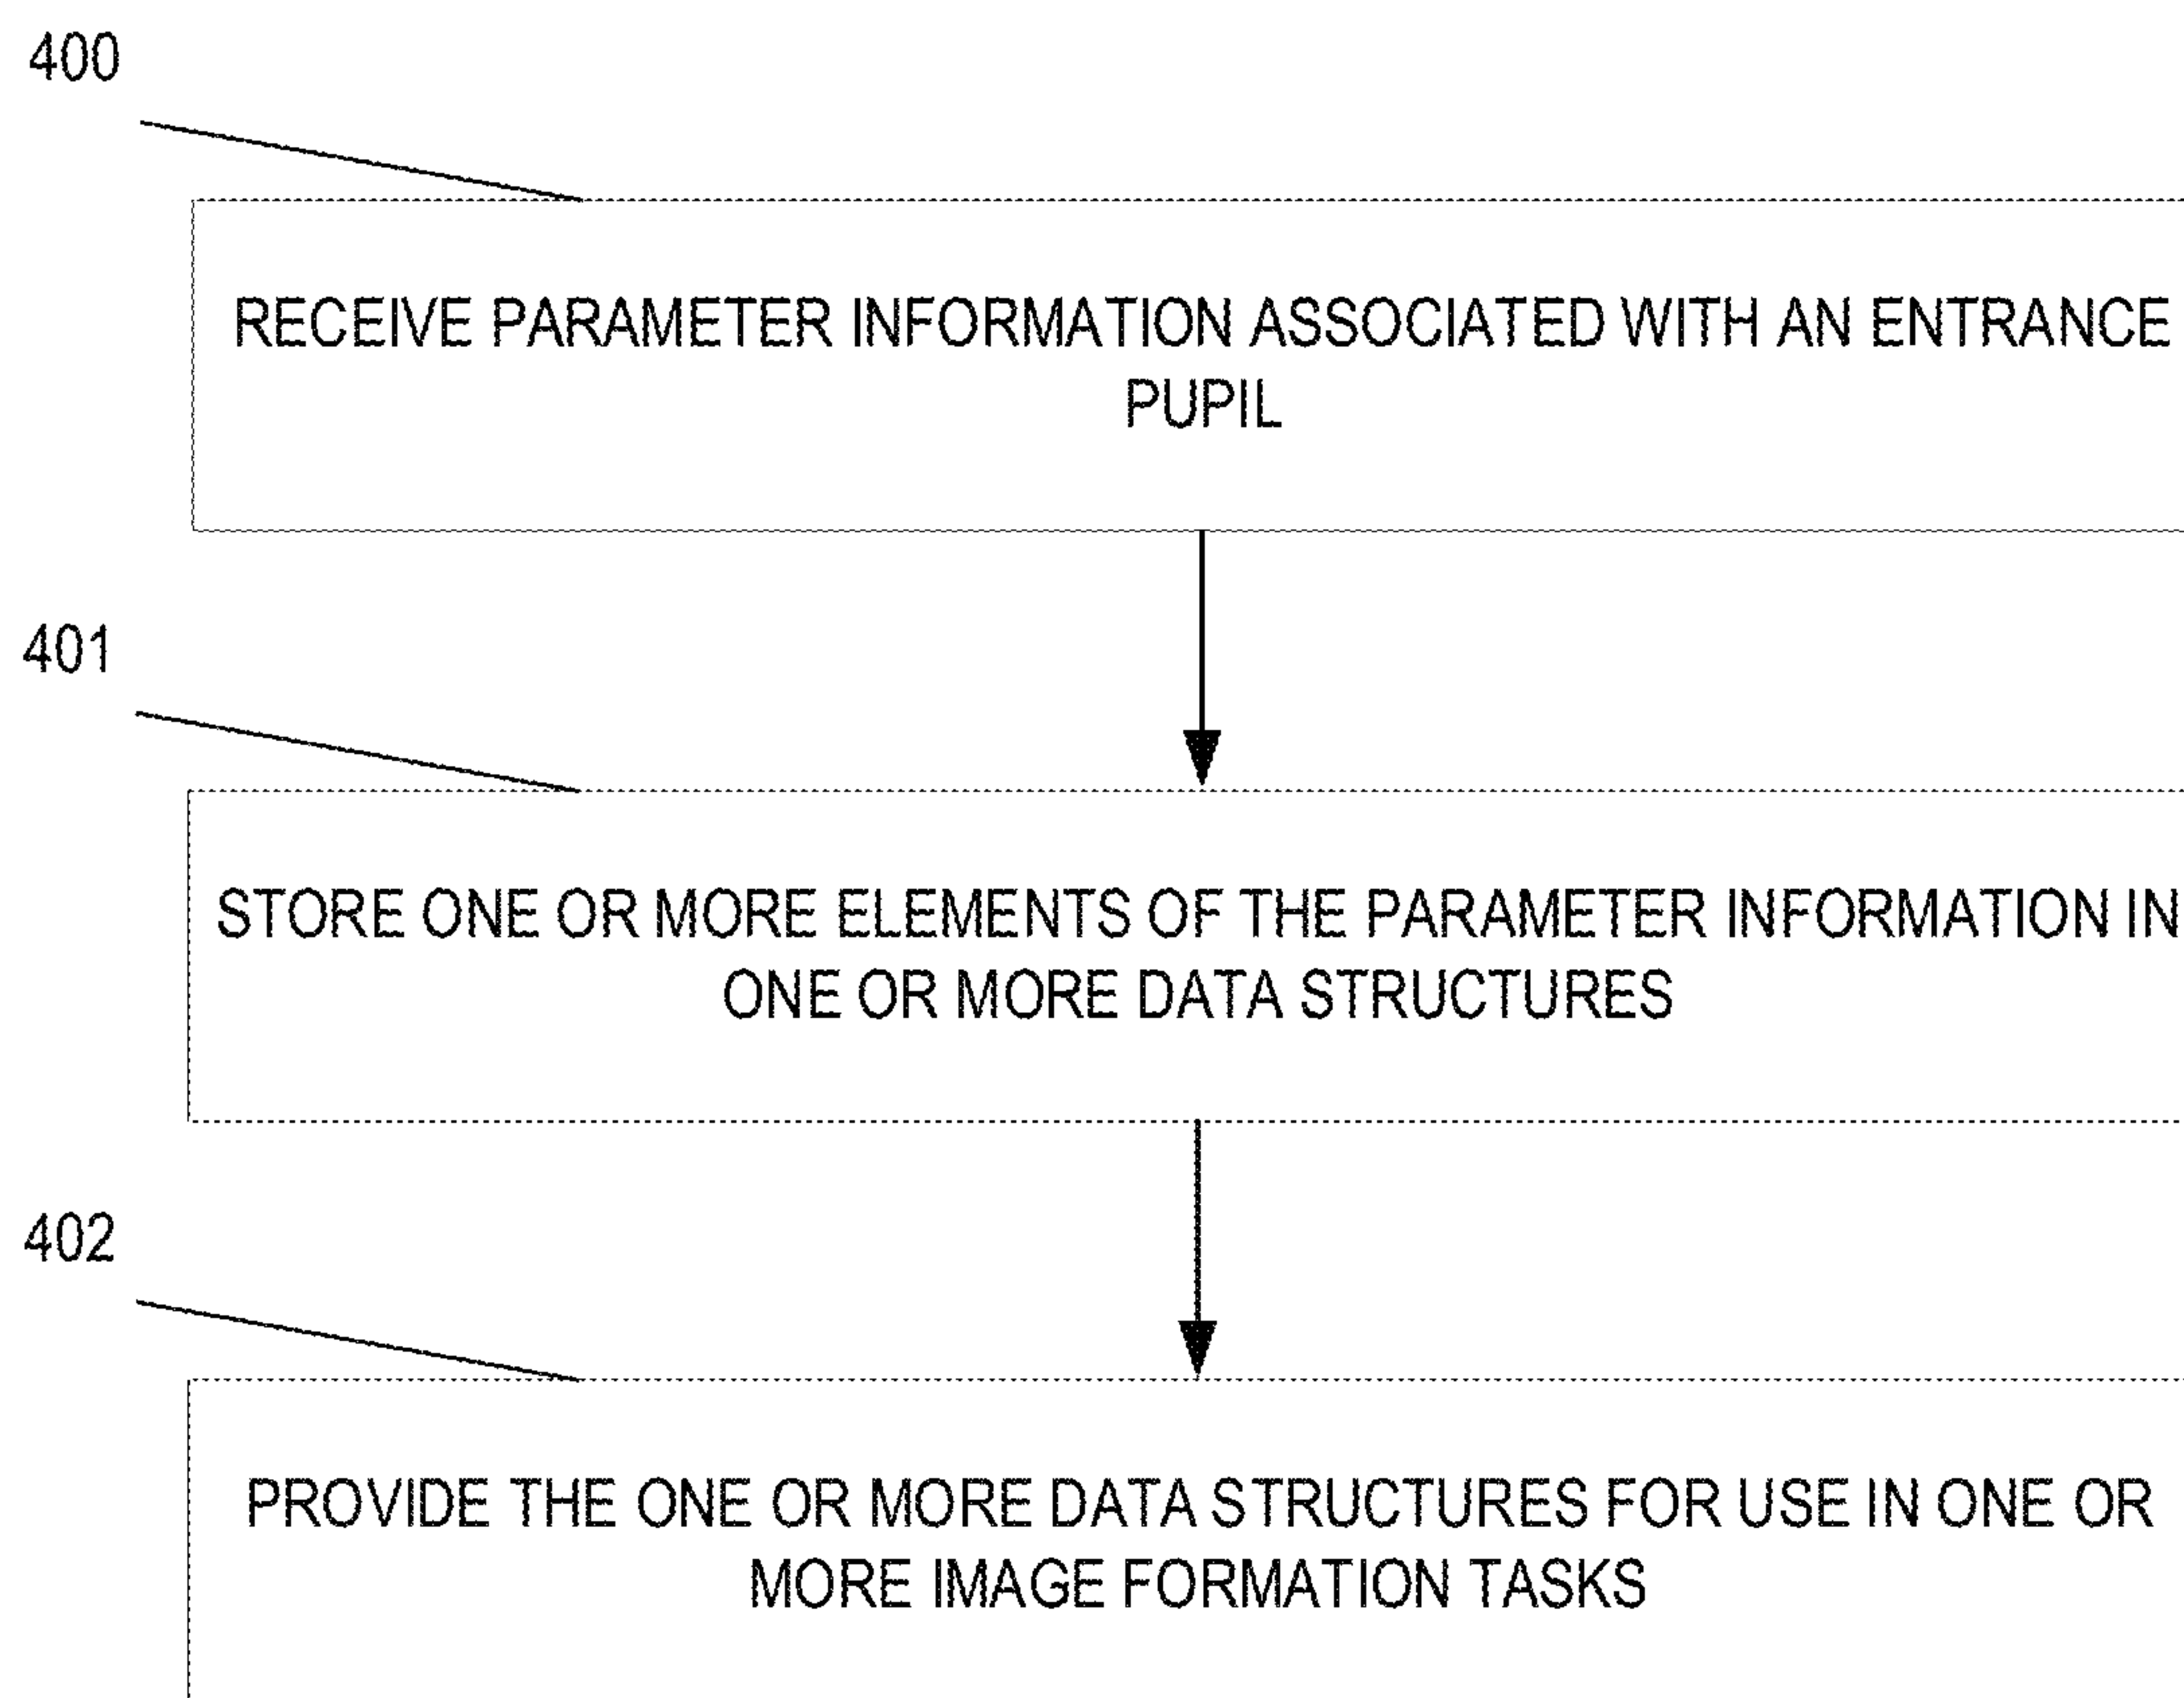 400
RECEIVE PARAMETER INFORMATION ASSOCIATED WITH AN ENTRANCE
PUPIL
401
STORE ONE OR MORE ELEMENTS OF THE PARAMETER INFORMATION IN
ONE OR MORE DATA STRUCTURES
402
PROVIDE THE ONE OR MORE DATA STRUCTURES FOR USE IN ONE OR
MORE IMAGE FORMATION TASKS